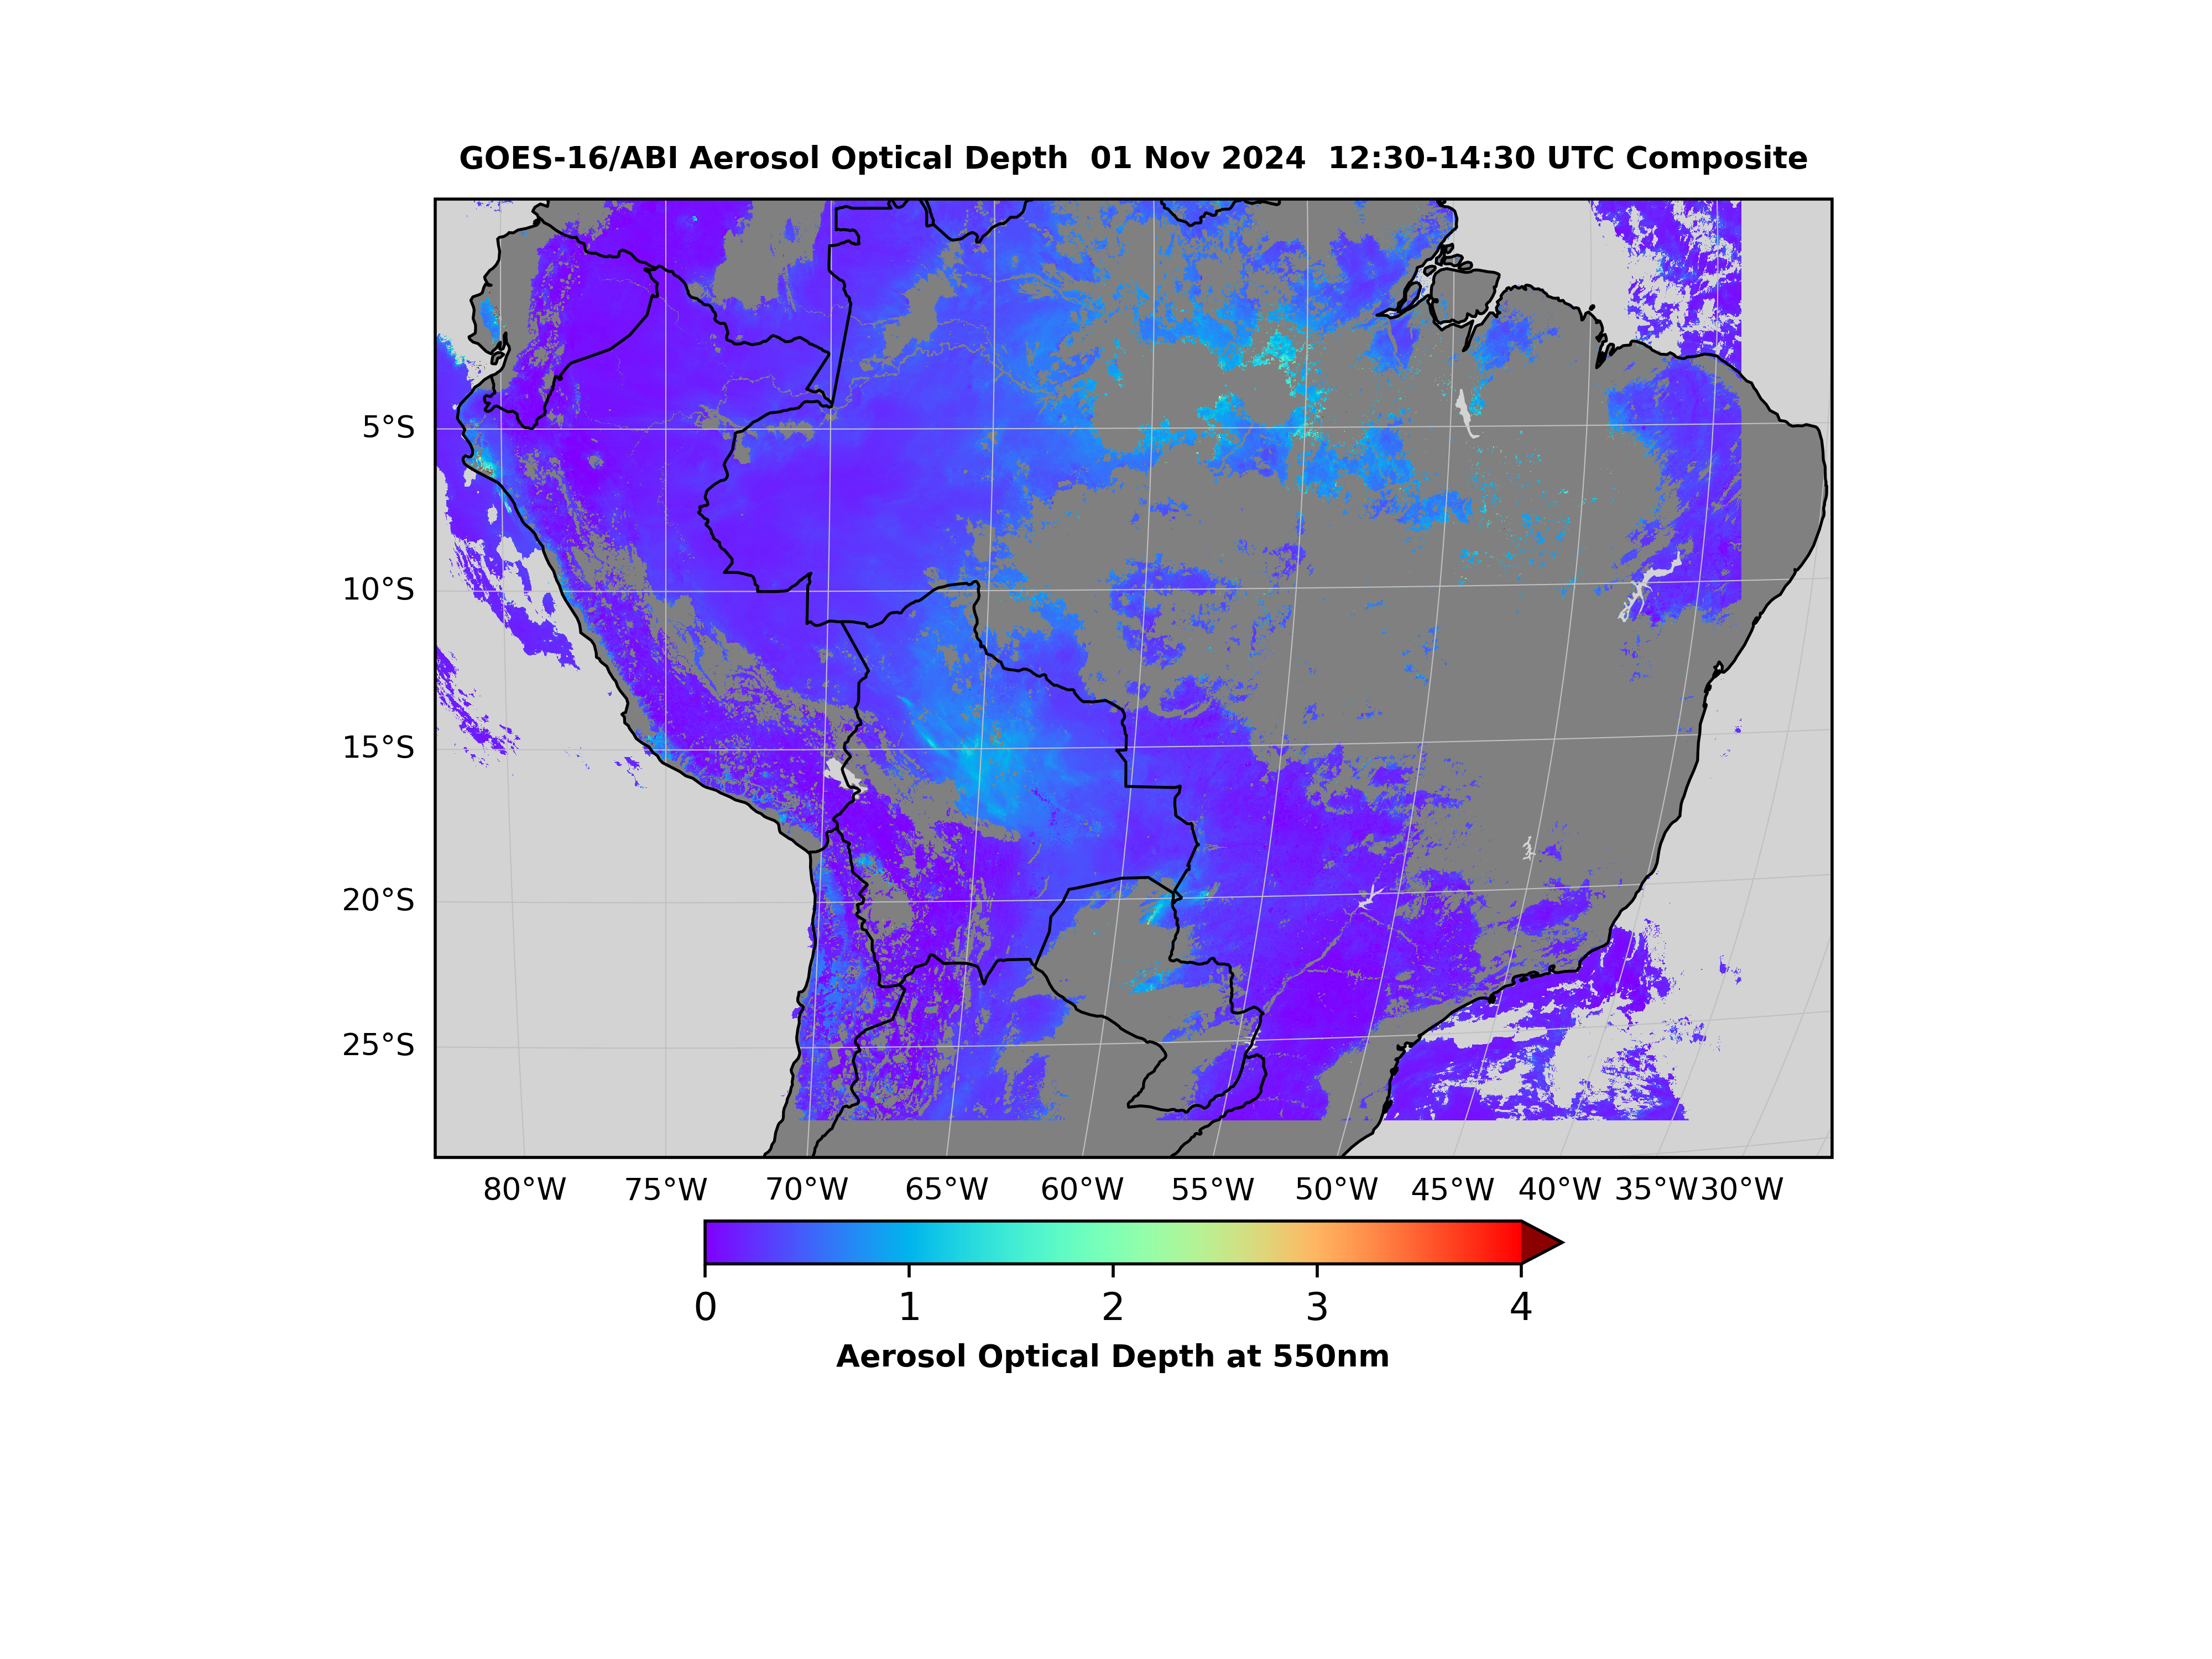 GOES-16/ABI Aerosol Optical Depth  01 Nov 2024  12:30-14:30 UTC Composite
5°S
10°S
15°S
20°S
25°S
80°W 75°W 70°W 65°W 60°W 55°W 50°W 45°W 40°W 35°W 30°W
0 1 2 3 4
Aerosol Optical Depth at 550nm